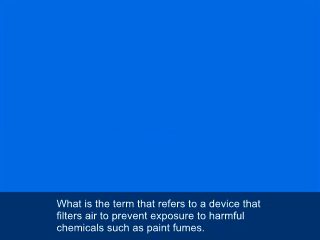 What is the term that refers to a device that
filters air to prevent exposure to harmful
chemicals such as paint fumes.